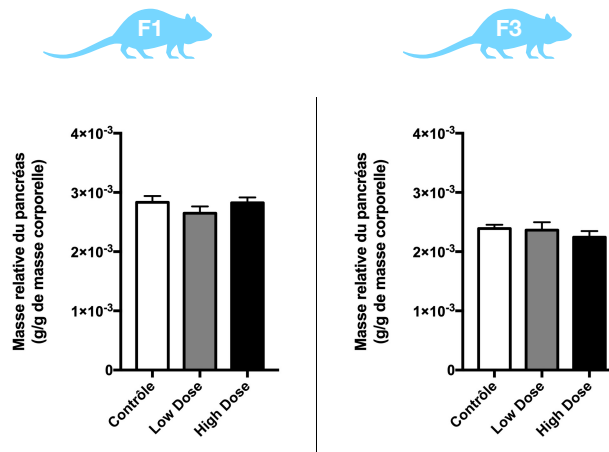 F1
Masse relative du pancréas
(g/g de masse corporelle)
4×10⁻³
3×10⁻³
2×10⁻³
1×10⁻³
0
Contrôle
Low Dose
High Dose
F3
Masse relative du pancréas
(g/g de masse corporelle)
4×10⁻³
3×10⁻³
2×10⁻³
1×10⁻³
0
Contrôle
Low Dose
High Dose